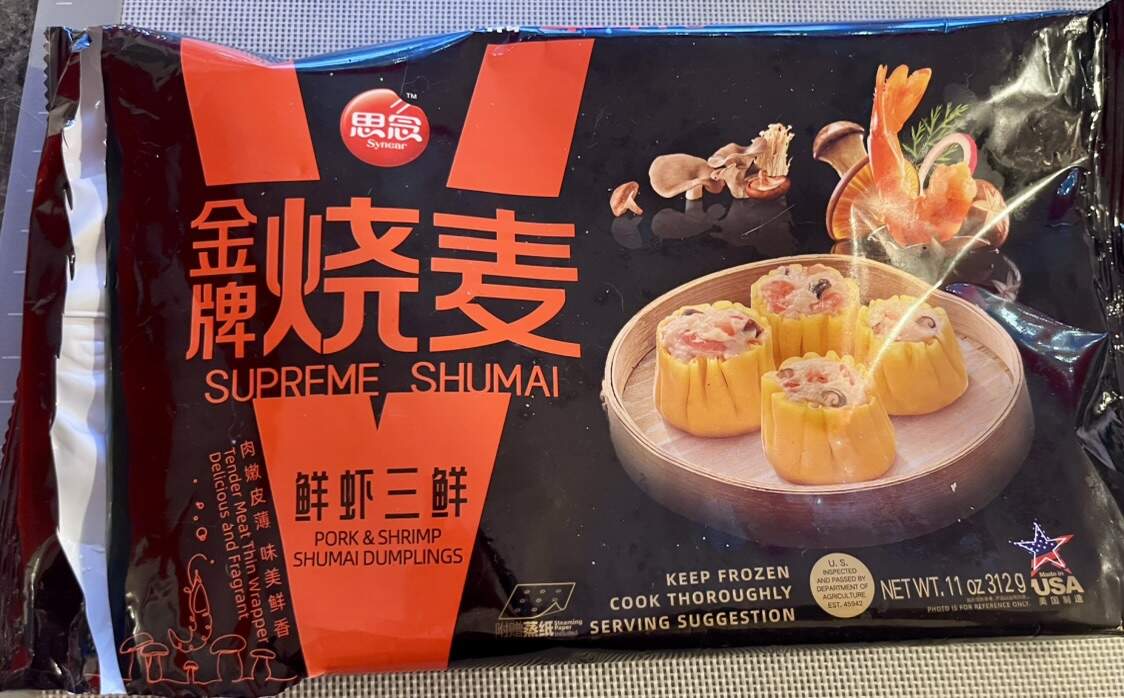 思念
TM
Syncar
金牌
烧麦
SUPREME SHUMAI
肉嫩皮薄 味美鲜香
Tender Meat Thin Wrapper
Delicious and Fragrant
鲜虾三鲜
PORK & SHRIMP
SHUMAI DUMPLINGS
附赠蒸纸
Steaming
Paper
KEEP FROZEN
COOK THOROUGHLY
SERVING SUGGESTION
U. S.
INSPECTED
AND PASSED BY
DEPARTMENT OF
AGRICULTURE
EST. 45942
NET WT. 11 oz 312g
PHOTO IS FOR REFERENCE ONLY.
Made in
USA
美国制造